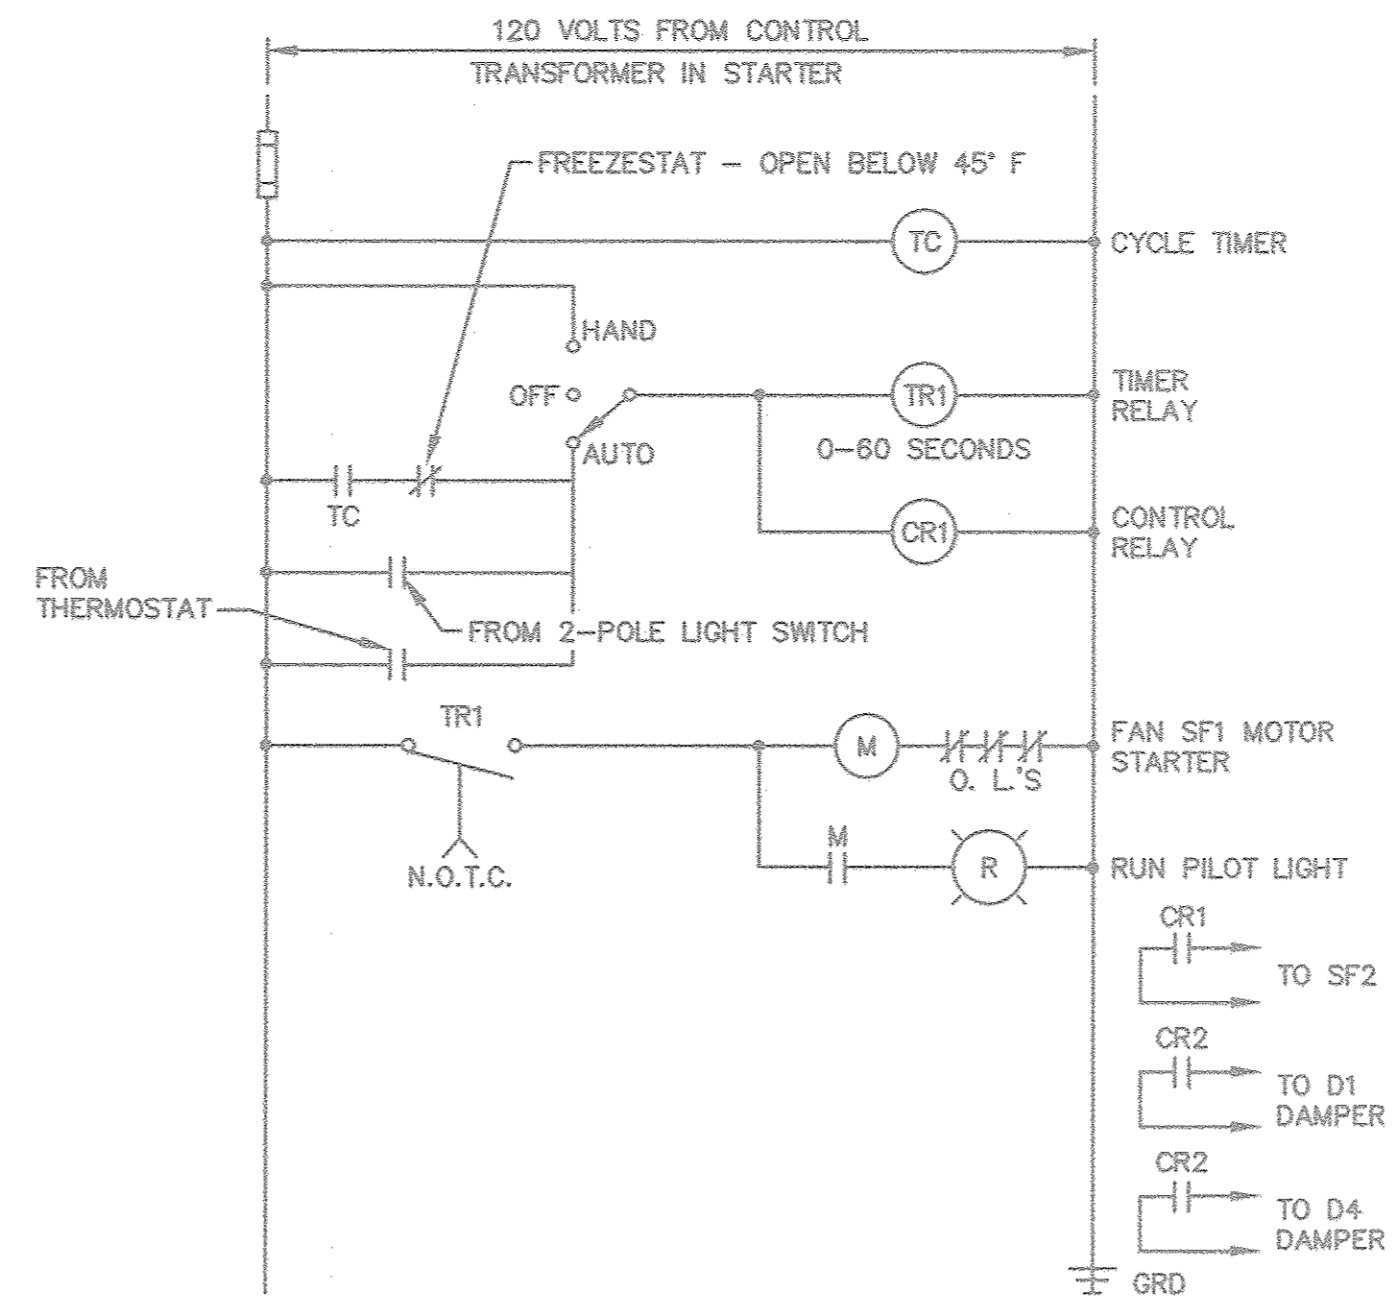 120 VOLTS FROM CONTROL
TRANSFORMER IN STARTER
FREEZESTAT - OPEN BELOW 45° F
TC
CYCLE TIMER
HAND
OFF
TR1
TIMER
RELAY
AUTO
0-60 SECONDS
TC
CR1
CONTROL
RELAY
FROM
THERMOSTAT
FROM 2-POLE LIGHT SWITCH
TR1
M
FAN SF1 MOTOR
STARTER
O. L.'S
N.O.T.C.
M
R
RUN PILOT LIGHT
CR1
TO SF2
CR2
TO D1
DAMPER
CR2
TO D4
DAMPER
GRD